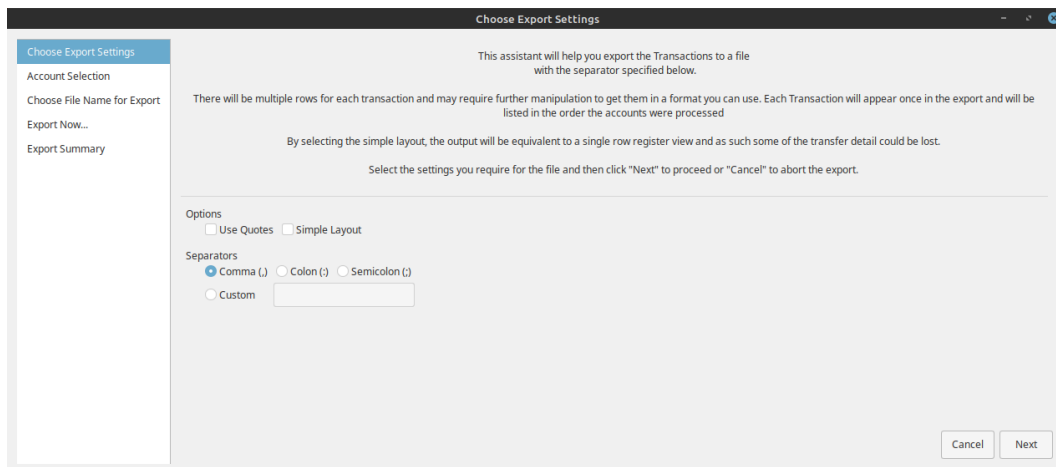 Choose Export Settings
Choose Export Settings
Account Selection
Choose File Name for Export
Export Now...
Export Summary
This assistant will help you export the Transactions to a file
with the separator specified below.
There will be multiple rows for each transaction and may require further manipulation to get them in a format you can use. Each Transaction will appear once in the export and will be
listed in the order the accounts were processed
By selecting the simple layout, the output will be equivalent to a single row register view and as such some of the transfer detail could be lost.
Select the settings you require for the file and then click "Next" to proceed or "Cancel" to abort the export.
Options
Use Quotes Simple Layout
Separators
Comma (,) Colon (:) Semicolon (;)
Custom
Cancel Next